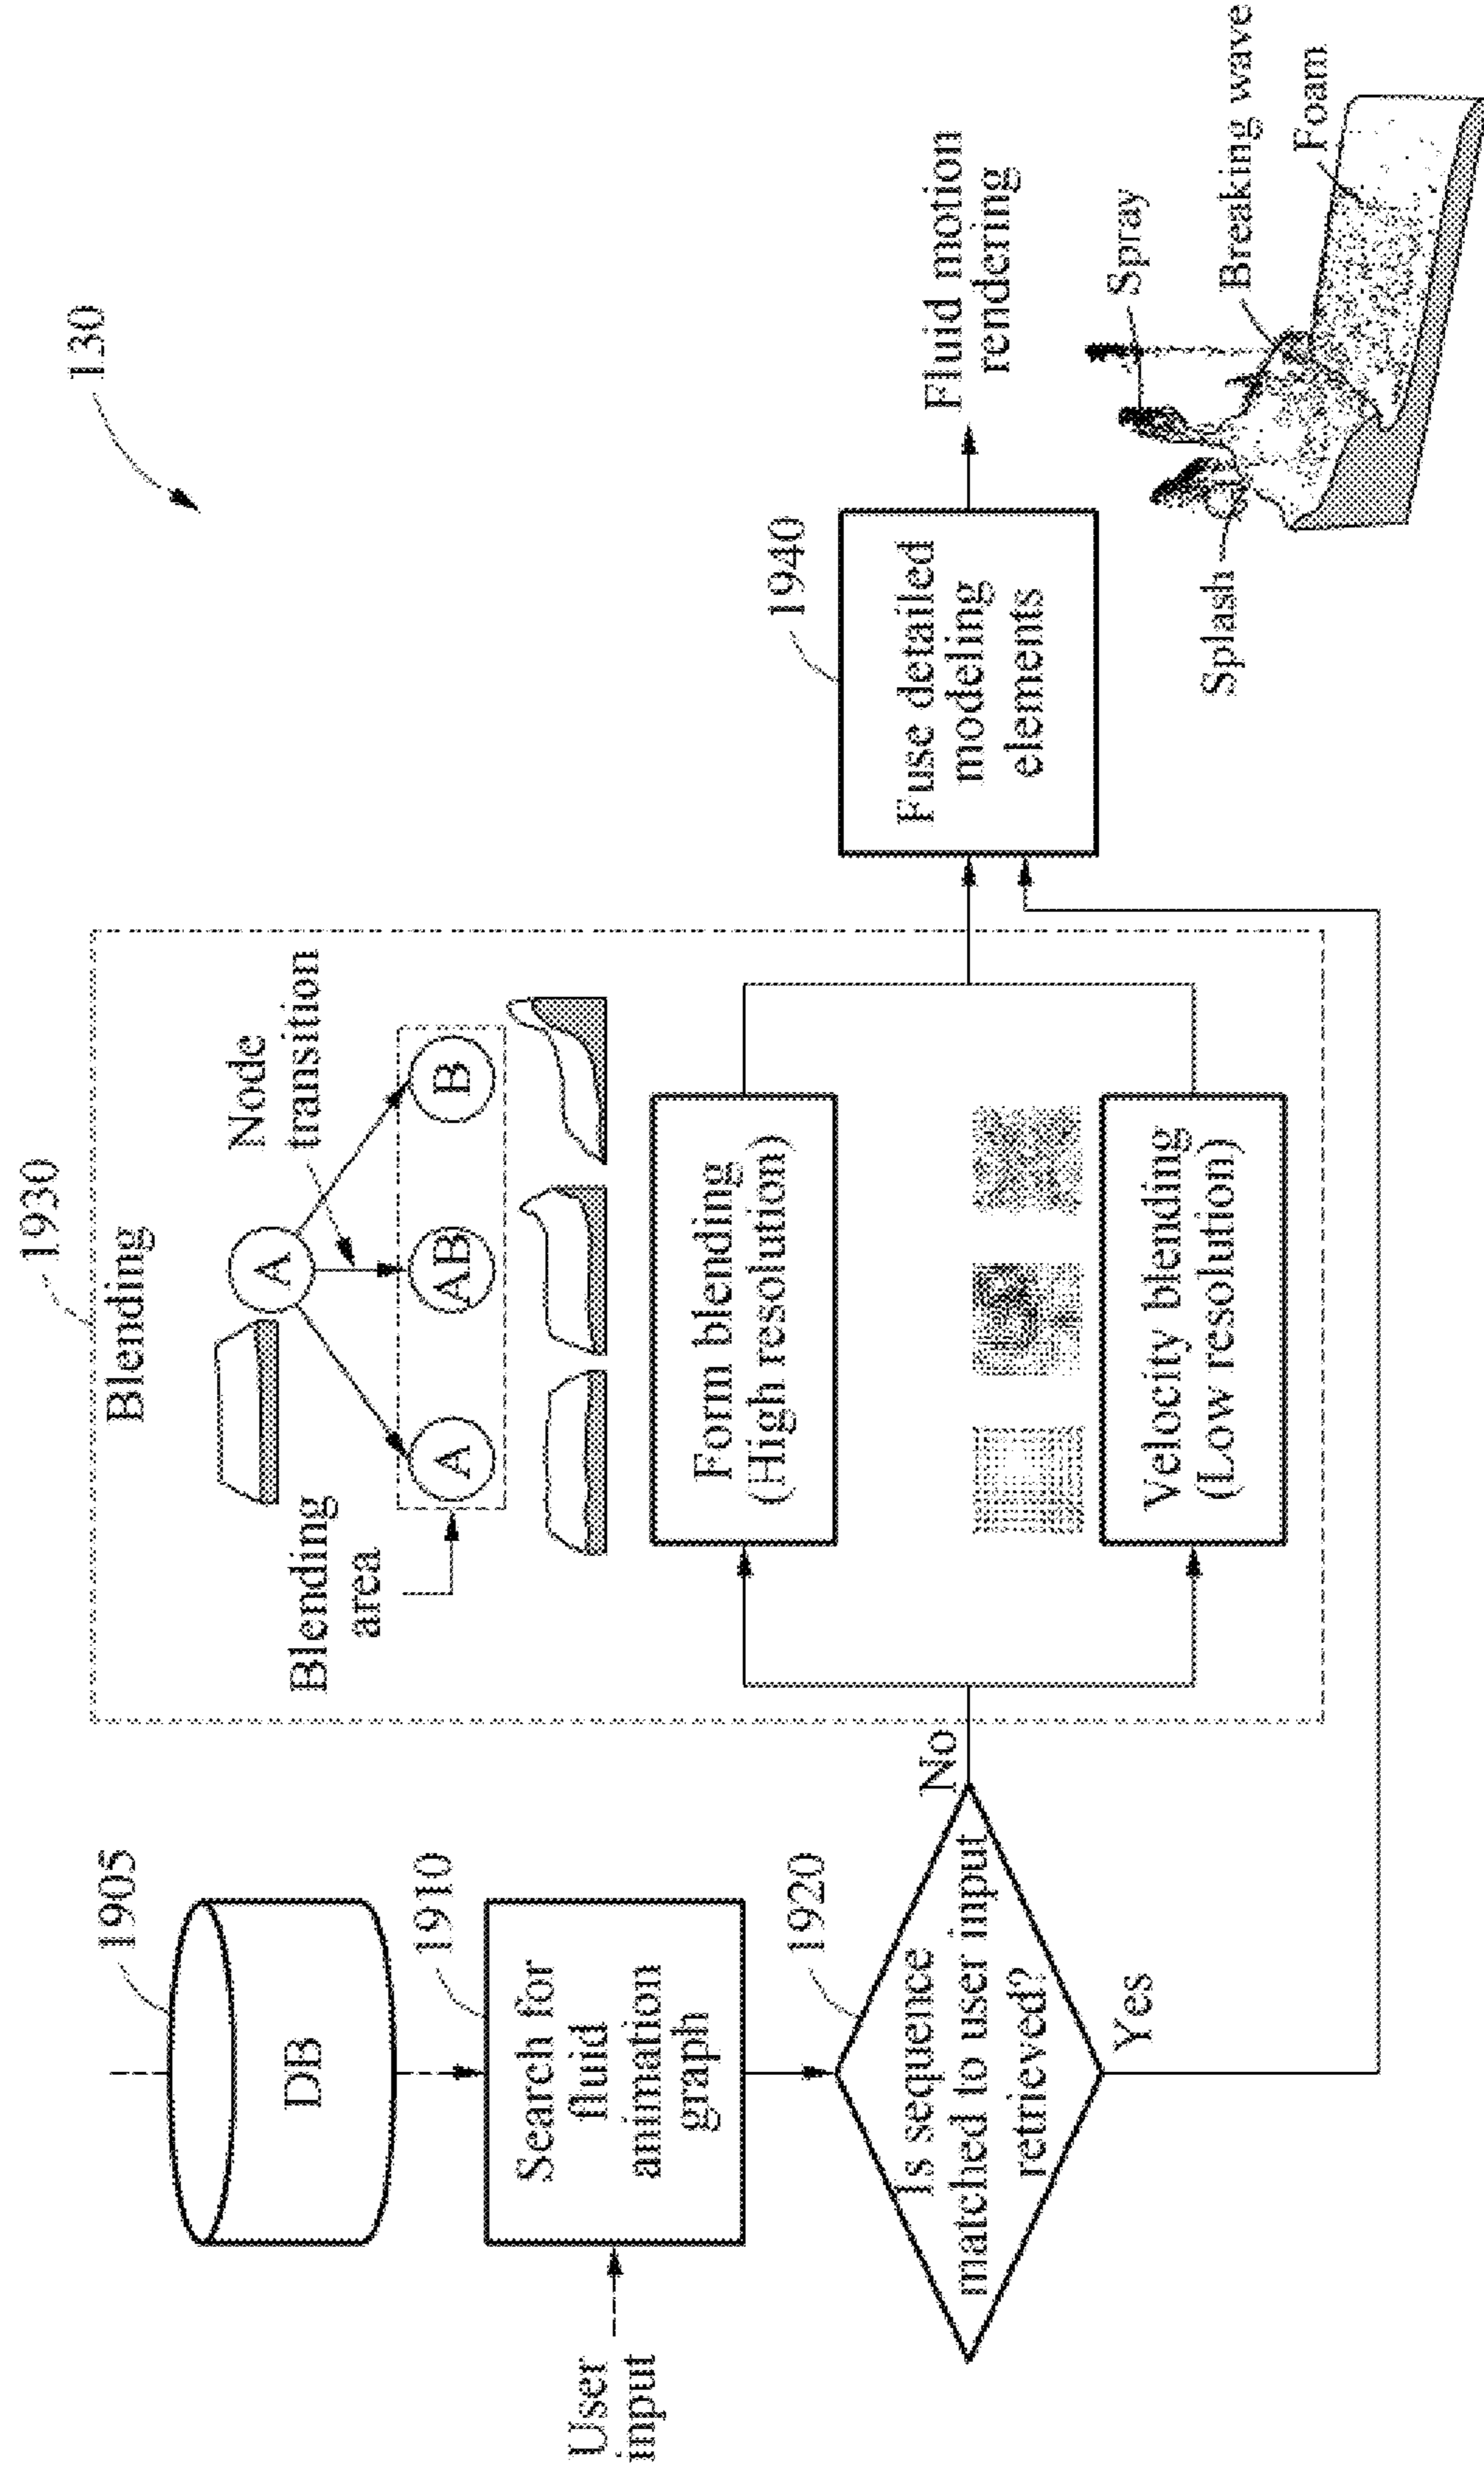 130
1905
DB
1910
Search for
fluid
animation
graph
User
input
1920
Is sequence
matched to user input
retrieved?
No
Yes
1930
Blending
A
Node
transition
Blending
area
A
AB
B
Form blending
(High resolution)
Velocity blending
(Low resolution)
1940
Fuse detailed
modeling
elements
Fluid motion
rendering
Splash
Spray
Breaking wave
Foam